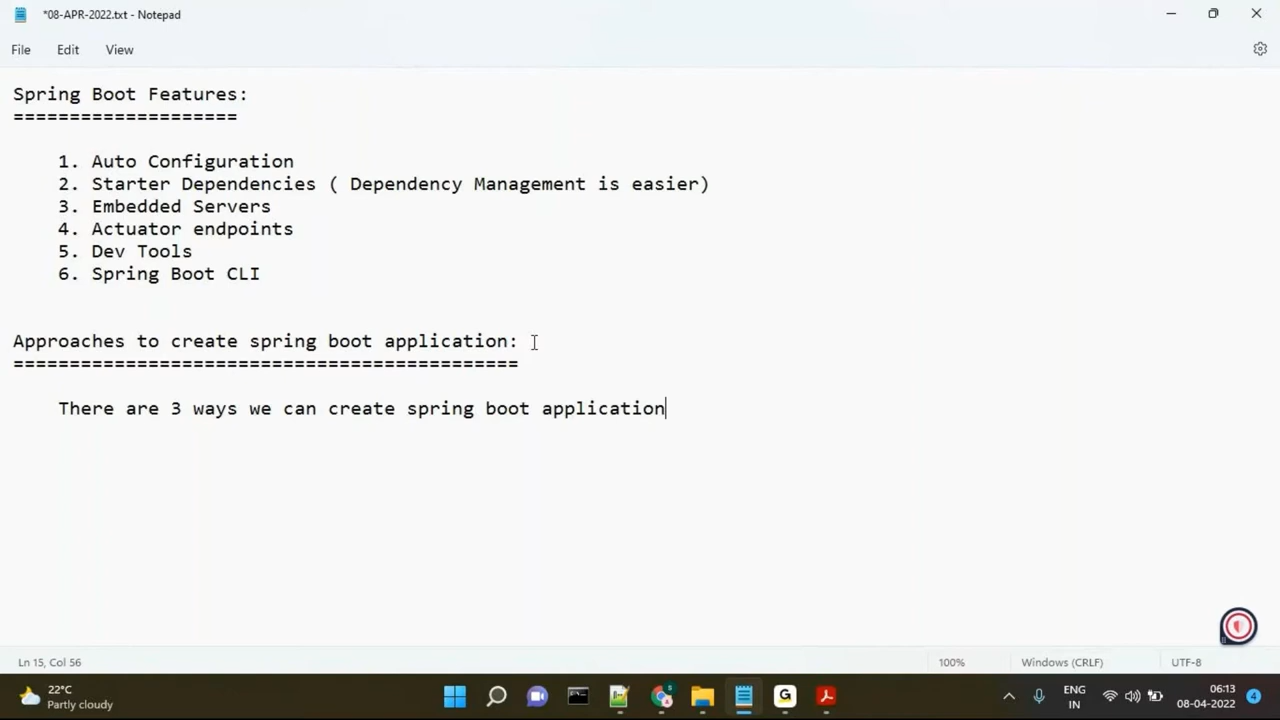 *08-APR-2022.txt - Notepad
File Edit View
Spring Boot Features:
====================
1. Auto Configuration
2. Starter Dependencies ( Dependency Management is easier)
3. Embedded Servers
4. Actuator endpoints
5. Dev Tools
6. Spring Boot CLI
Approaches to create spring boot application:
=============================================
There are 3 ways we can create spring boot application
Ln 15, Col 56 100% Windows (CRLF) UTF-8
22°C
Partly cloudy
ENG
IN
06:13
08-04-2022
4